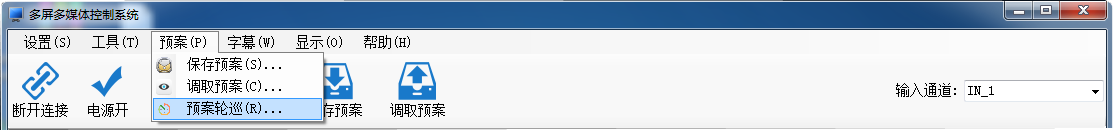 多屏多媒体控制系统
设置(S) 工具(T) 预案(P) 字幕(W) 显示(O) 帮助(H)
保存预案(S)...
调取预案(C)...
预案轮巡(R)...
断开连接 电源开 存预案 调取预案
输入通道: IN_1